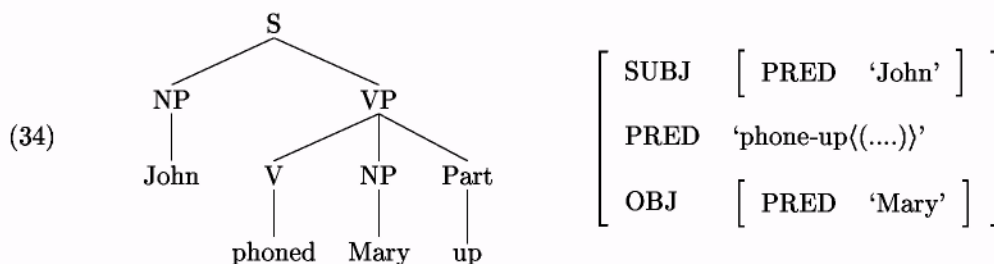 S
SUBJ [ PRED ‘John’ ]
NP VP
(34) PRED ‘phone-up⟨(....)⟩’
John V NP Part
OBJ [ PRED ‘Mary’ ]
phoned Mary up